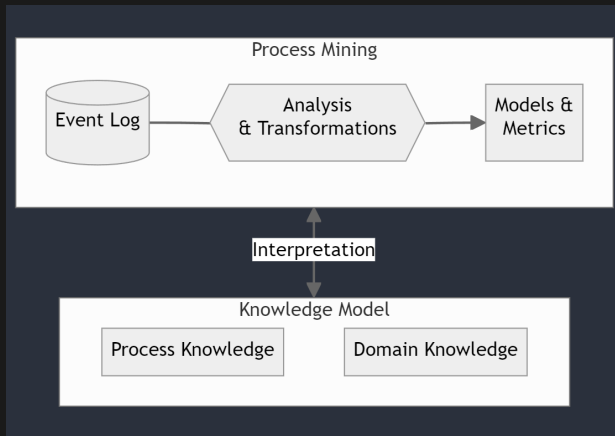 Process Mining
Event Log
Analysis
& Transformations
Models &
Metrics
Interpretation
Knowledge Model
Process Knowledge
Domain Knowledge